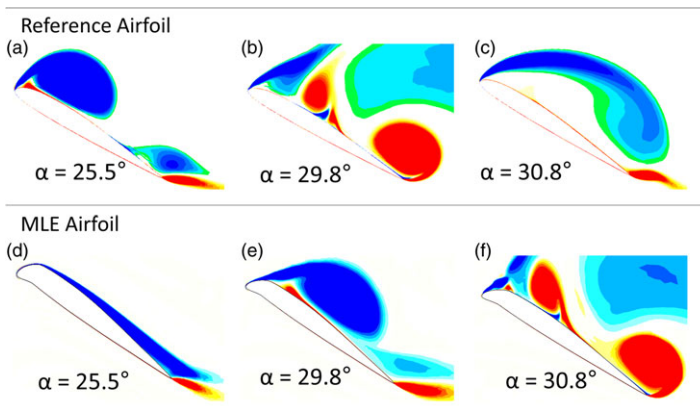 Reference Airfoil
(a) (b) (c)
α = 25.5° α = 29.8° α = 30.8°
MLE Airfoil
(d) (e) (f)
α = 25.5° α = 29.8° α = 30.8°